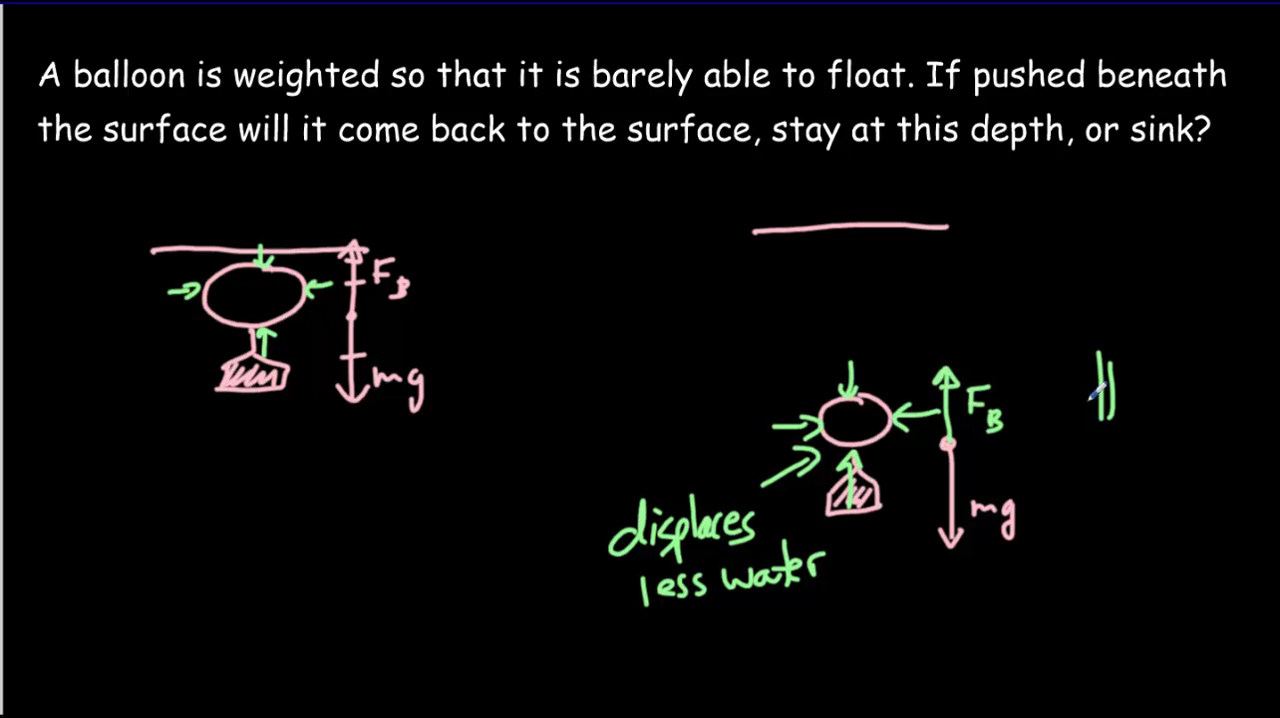 A balloon is weighted so that it is barely able to float. If pushed beneath
the surface will it come back to the surface, stay at this depth, or sink?
F_B
mg
F_B
mg
displaces
less water